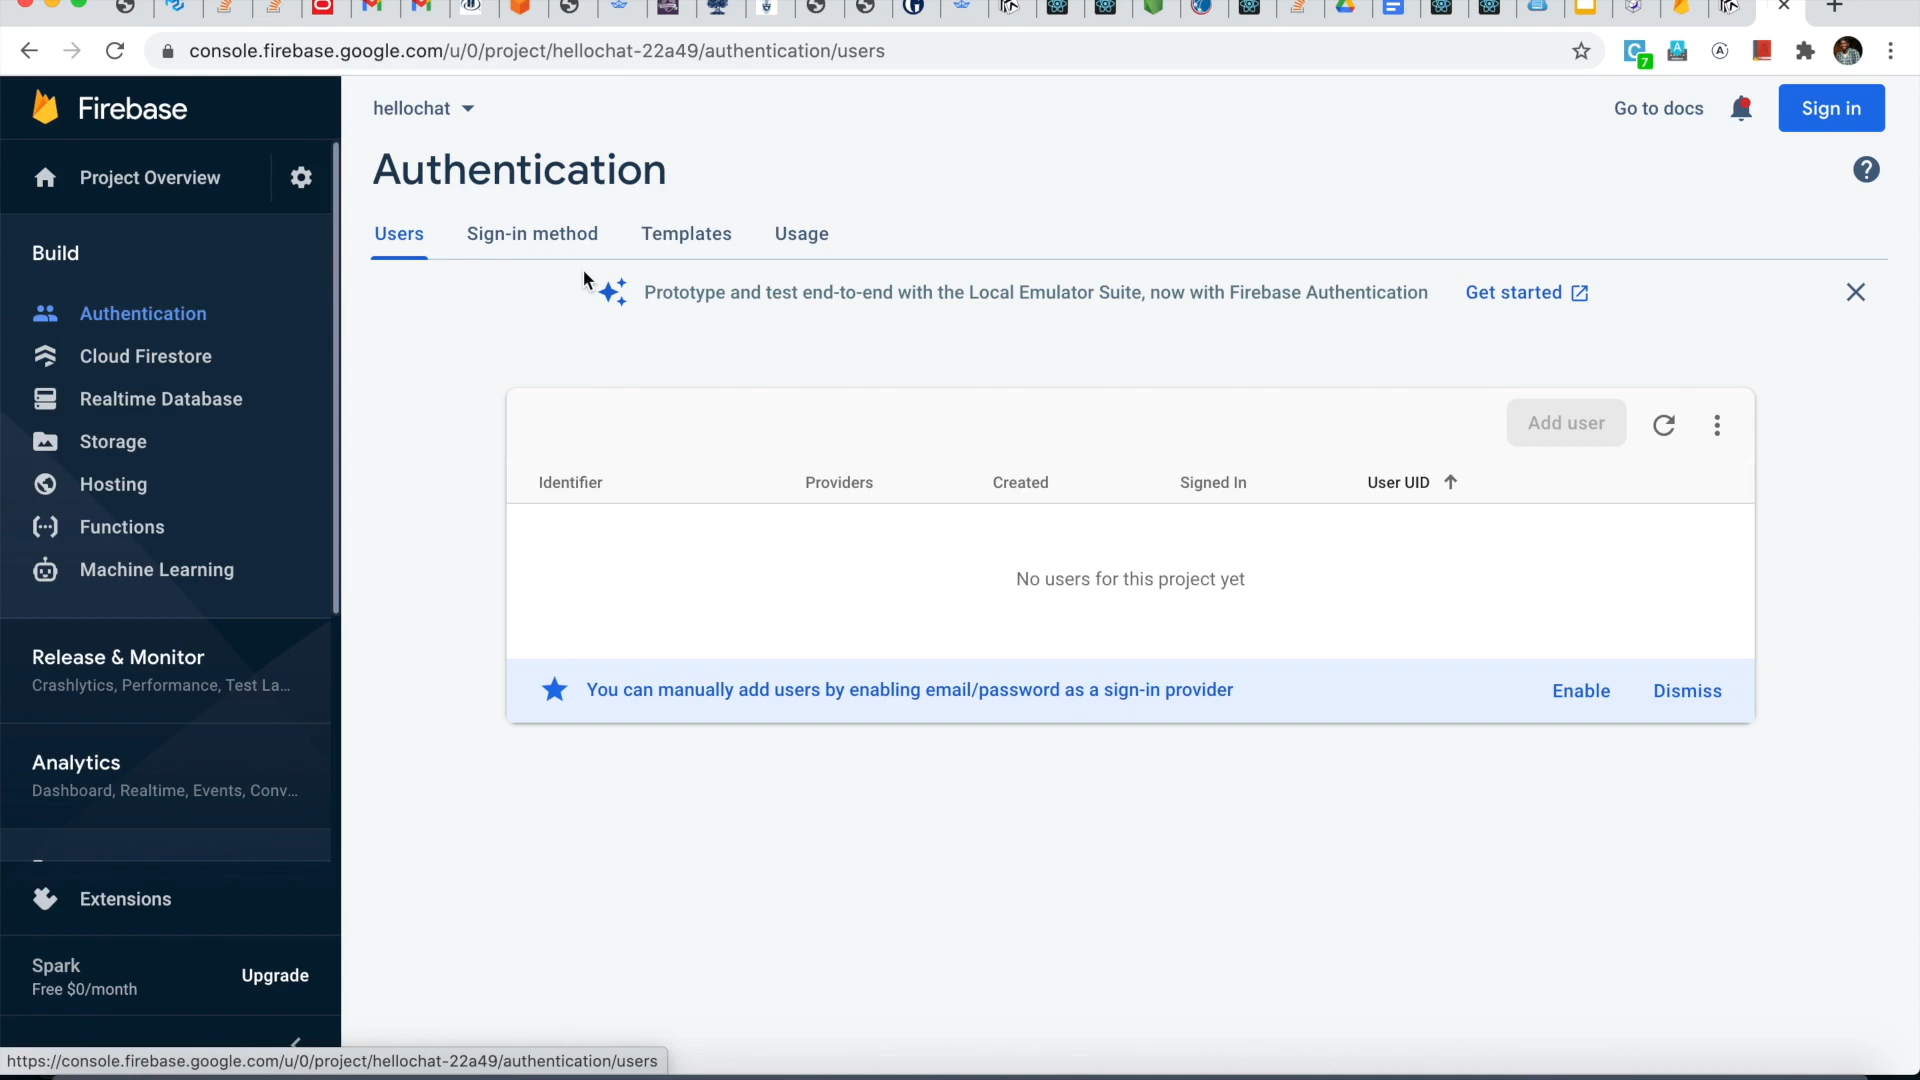 console.firebase.google.com/u/0/project/hellochat-22a49/authentication/users
7
Firebase
hellochat
Go to docs
Sign in
Project Overview
Authentication
Users
Sign-in method
Templates
Usage
Build
Prototype and test end-to-end with the Local Emulator Suite, now with Firebase Authentication
Get started
Authentication
Cloud Firestore
Realtime Database
Storage
Hosting
Functions
Machine Learning
Add user
Identifier
Providers
Created
Signed In
User UID
No users for this project yet
You can manually add users by enabling email/password as a sign-in provider
Enable
Dismiss
Release & Monitor
Crashlytics, Performance, Test La...
Analytics
Dashboard, Realtime, Events, Conv...
Extensions
Spark
Free $0/month
Upgrade
https://console.firebase.google.com/u/0/project/hellochat-22a49/authentication/users